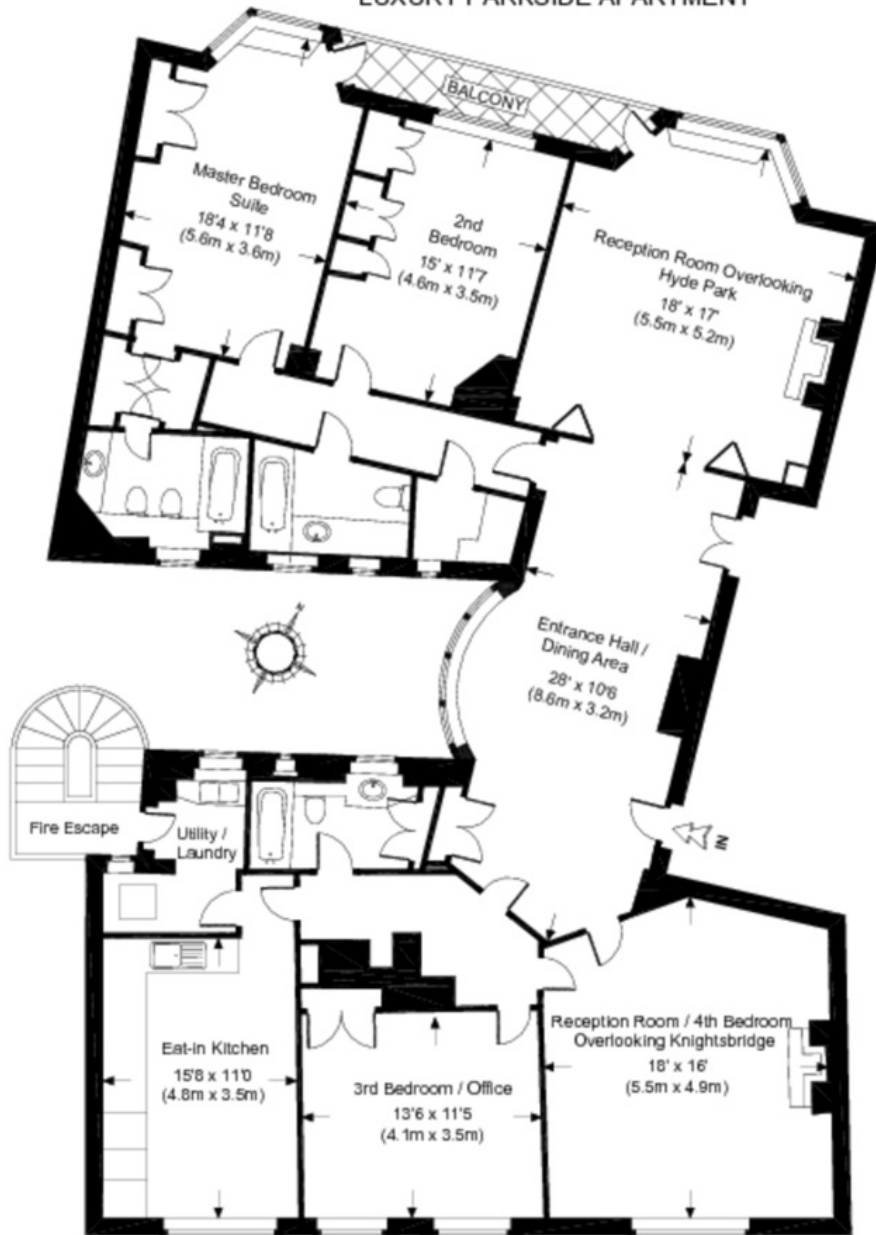 LUXURY PARKSIDE APARTMENT
BALCONY
Master Bedroom
Suite
18'4 x 11'8
(5.6m x 3.6m)
2nd
Bedroom
15' x 11'7
(4.6m x 3.5m)
Reception Room Overlooking
Hyde Park
18' x 17'
(5.5m x 5.2m)
N
Entrance Hall /
Dining Area
28' x 10'6
(8.6m x 3.2m)
Fire Escape
Utility /
Laundry
IN
Eat-in Kitchen
15'8 x 11'0
(4.8m x 3.5m)
3rd Bedroom / Office
13'6 x 11'5
(4.1m x 3.5m)
Reception Room / 4th Bedroom
Overlooking Knightsbridge
18' x 16'
(5.5m x 4.9m)